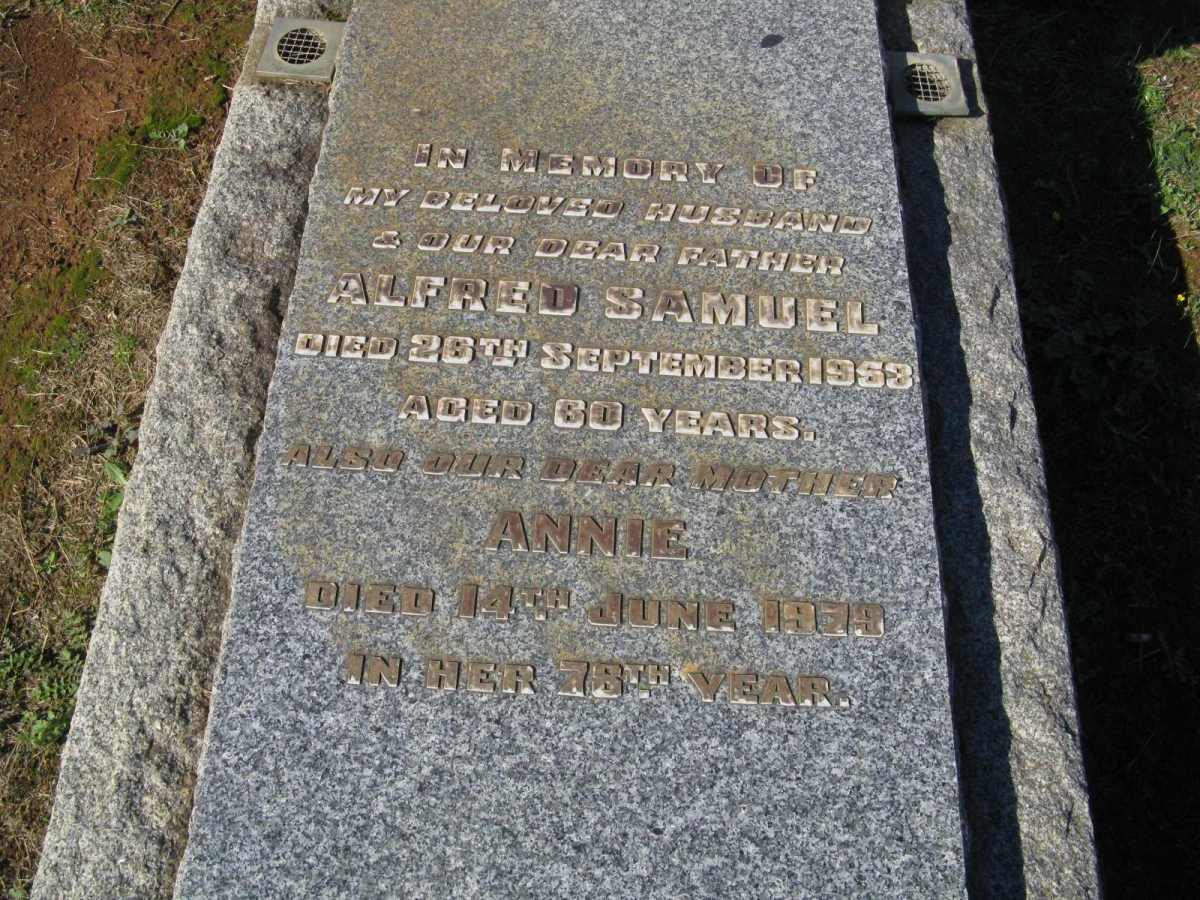 IN MEMORY OF
MY BELOVED HUSBAND
& OUR DEAR FATHER
ALFRED SAMUEL
DIED 26TH SEPTEMBER 1953
AGED 60 YEARS.
ALSO OUR DEAR MOTHER
ANNIE
DIED 14TH JUNE 1979
IN HER 78TH YEAR.